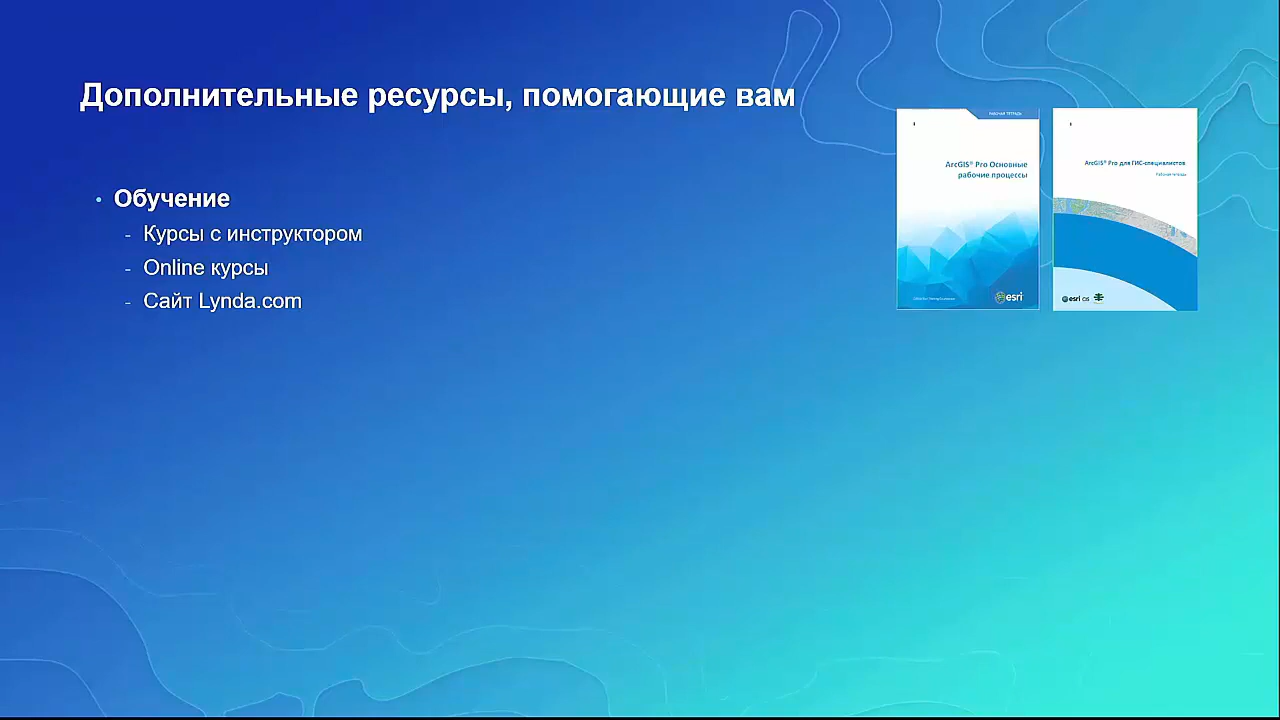 Дополнительные ресурсы, помогающие вам
• Обучение
- Курсы с инструктором
- Online курсы
- Сайт Lynda.com
РАБОЧАЯ ТЕТРАДЬ
ArcGIS® Pro Основные
рабочие процессы
esri
ArcGIS® Pro для ГИС-специалистов
Рабочая тетрадь
esri CIS